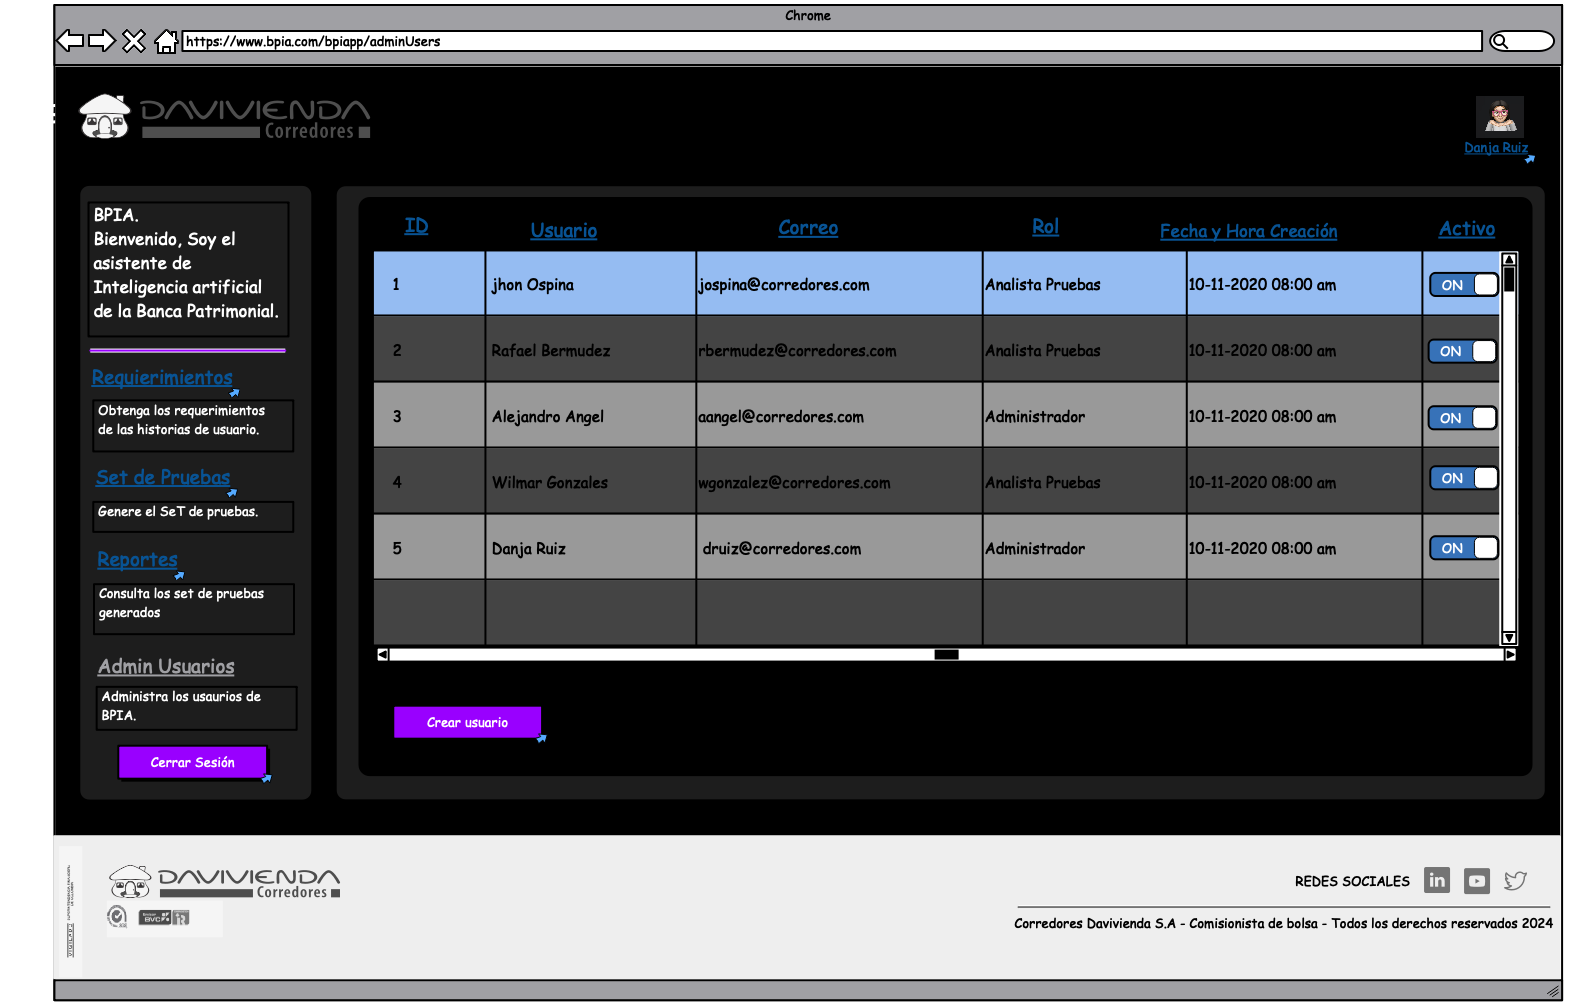 Chrome
https://www.bpia.com/bpiapp/adminUsers
DAVIVIENDA
Corredores
Danja Ruiz
BPIA.
Bienvenido, Soy el
asistente de
Inteligencia artificial
de la Banca Patrimonial.
Requierimientos
Obtenga los requerimientos
de las historias de usuario.
Set de Pruebas
Genere el SeT de pruebas.
Reportes
Consulta los set de pruebas
generados
Admin Usuarios
Administra los usaurios de
BPIA.
Cerrar Sesión
ID Usuario Correo Rol Fecha y Hora Creación Activo
1 jhon Ospina jospina@corredores.com Analista Pruebas 10-11-2020 08:00 am ON
2 Rafael Bermudez rbermudez@corredores.com Analista Pruebas 10-11-2020 08:00 am ON
3 Alejandro Angel aangel@corredores.com Administrador 10-11-2020 08:00 am ON
4 Wilmar Gonzales wgonzalez@corredores.com Analista Pruebas 10-11-2020 08:00 am ON
5 Danja Ruiz druiz@corredores.com Administrador 10-11-2020 08:00 am ON
Crear usuario
VIGILADO
DAVIVIENDA
Corredores
BVC
IR
REDES SOCIALES
in
Corredores Davivienda S.A - Comisionista de bolsa - Todos los derechos reservados 2024